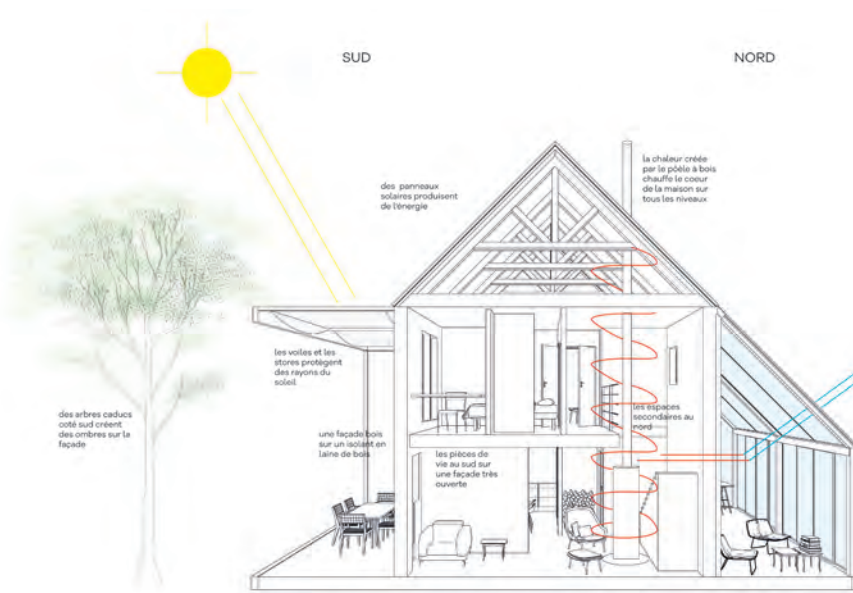 SUD
NORD
la chaleur créée
par le pôêle à bois
chauffe le coeur
de la maison sur
tous les niveaux
des panneaux
solaires produisent
de l'énergie
les voiles et les
stores protègent
des rayons du
soleil
des arbres caducs
coté sud créent
des ombres sur la
façade
une façade bois
sur un isolant en
laine de bois
les pièces de
vie au sud sur
une façade très
ouverte
les espaces
secondaires au
nord